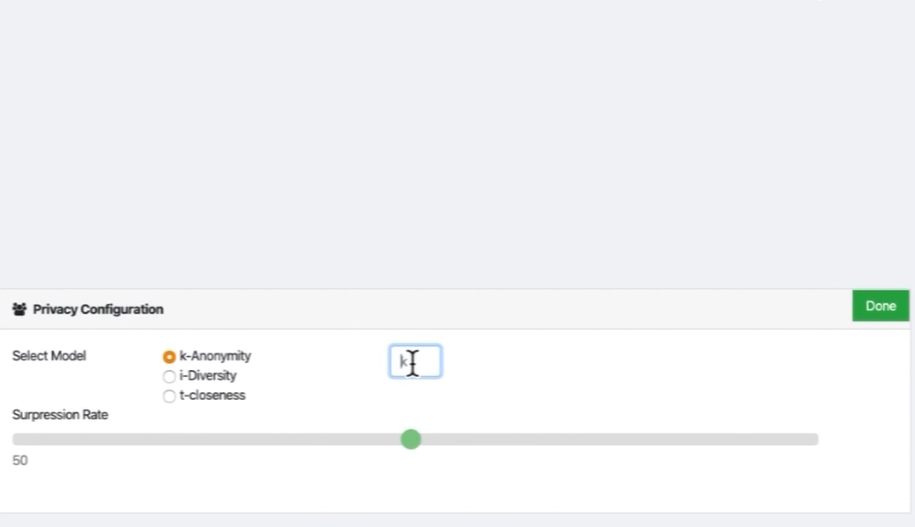 Privacy Configuration
Done
Select Model
k-Anonymity
k
i-Diversity
t-closeness
Surpression Rate
50